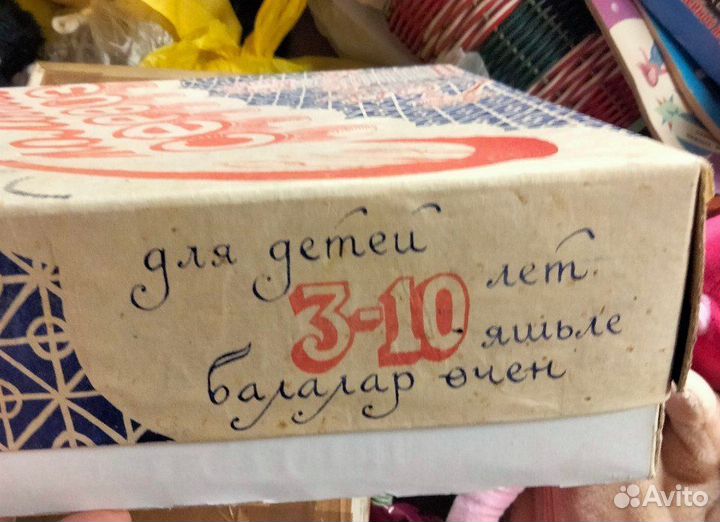 для детей
3-10 лет
- яшьле
балалар өчен
Avito